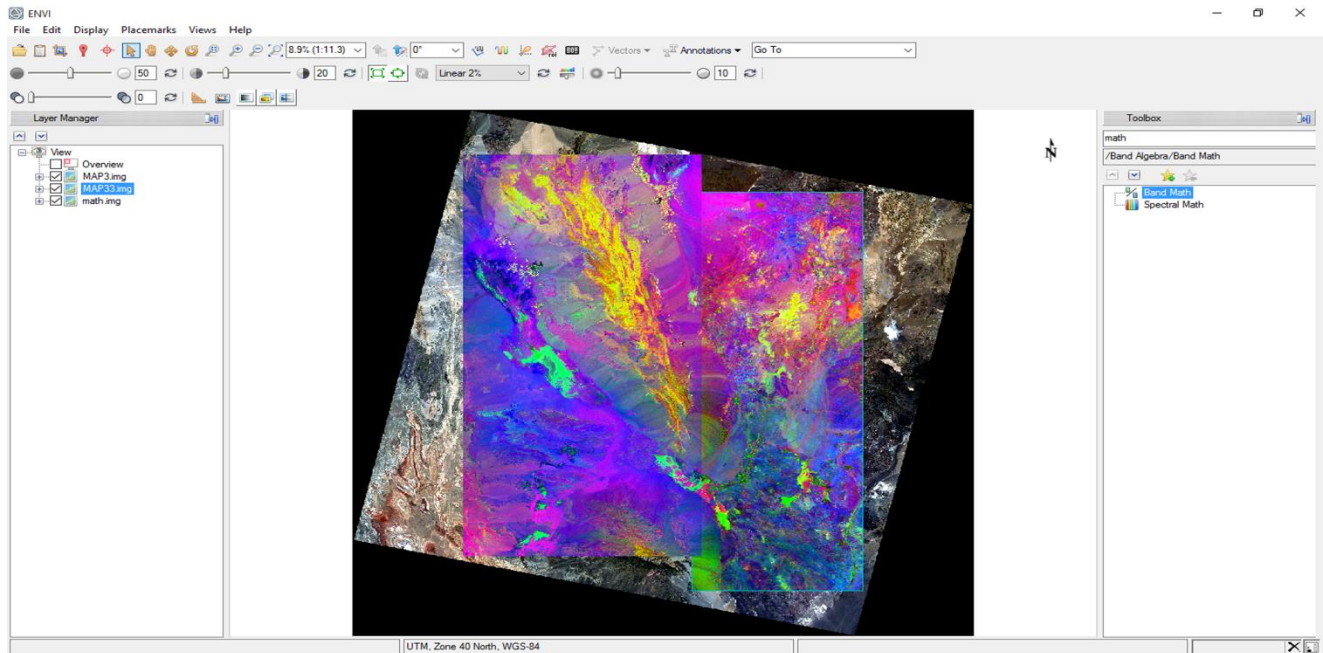 ENVI
File Edit Display Placemarks Views Help
8.9% (1:11.3) 0° Vectors Annotations Go To
50 20 Linear 2% 10
0
Layer Manager
View
Overview
MAP3.img
MAP33.img
math.img
N
Toolbox
math
/Band Algebra/Band Math
Band Math
Spectral Math
UTM, Zone 40 North, WGS-84